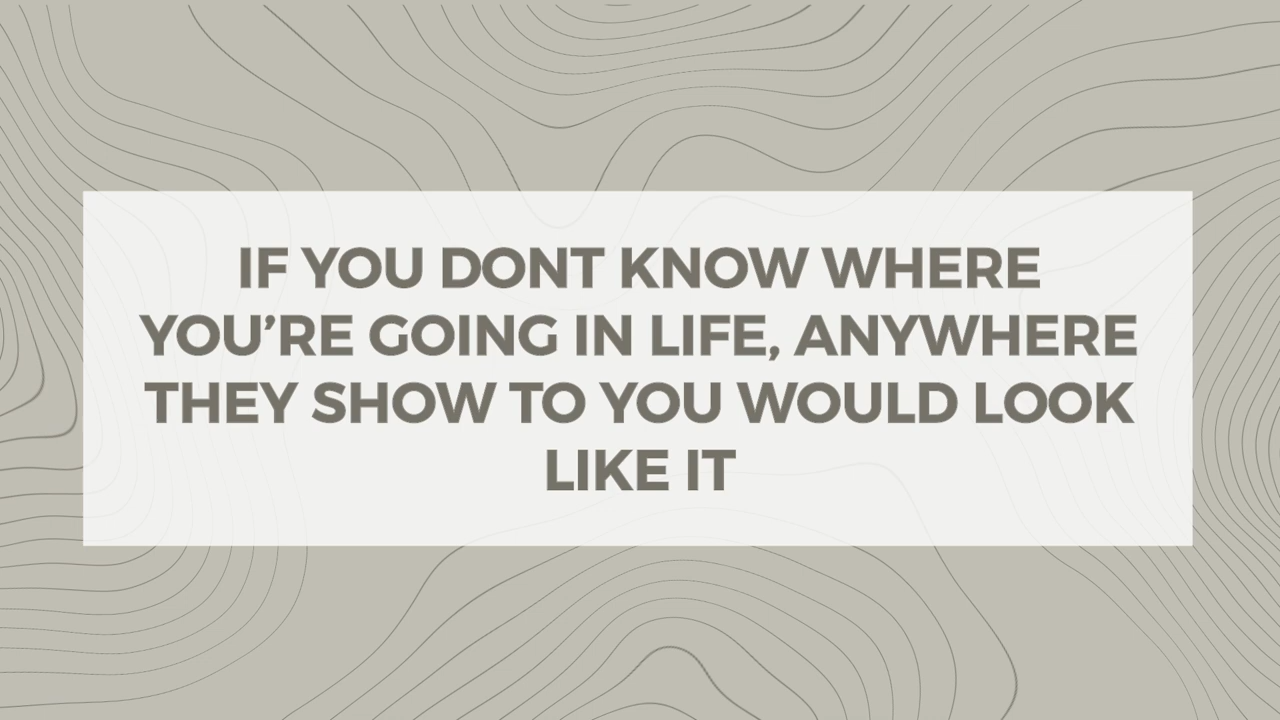 IF YOU DONT KNOW WHERE
YOU’RE GOING IN LIFE, ANYWHERE
THEY SHOW TO YOU WOULD LOOK
LIKE IT